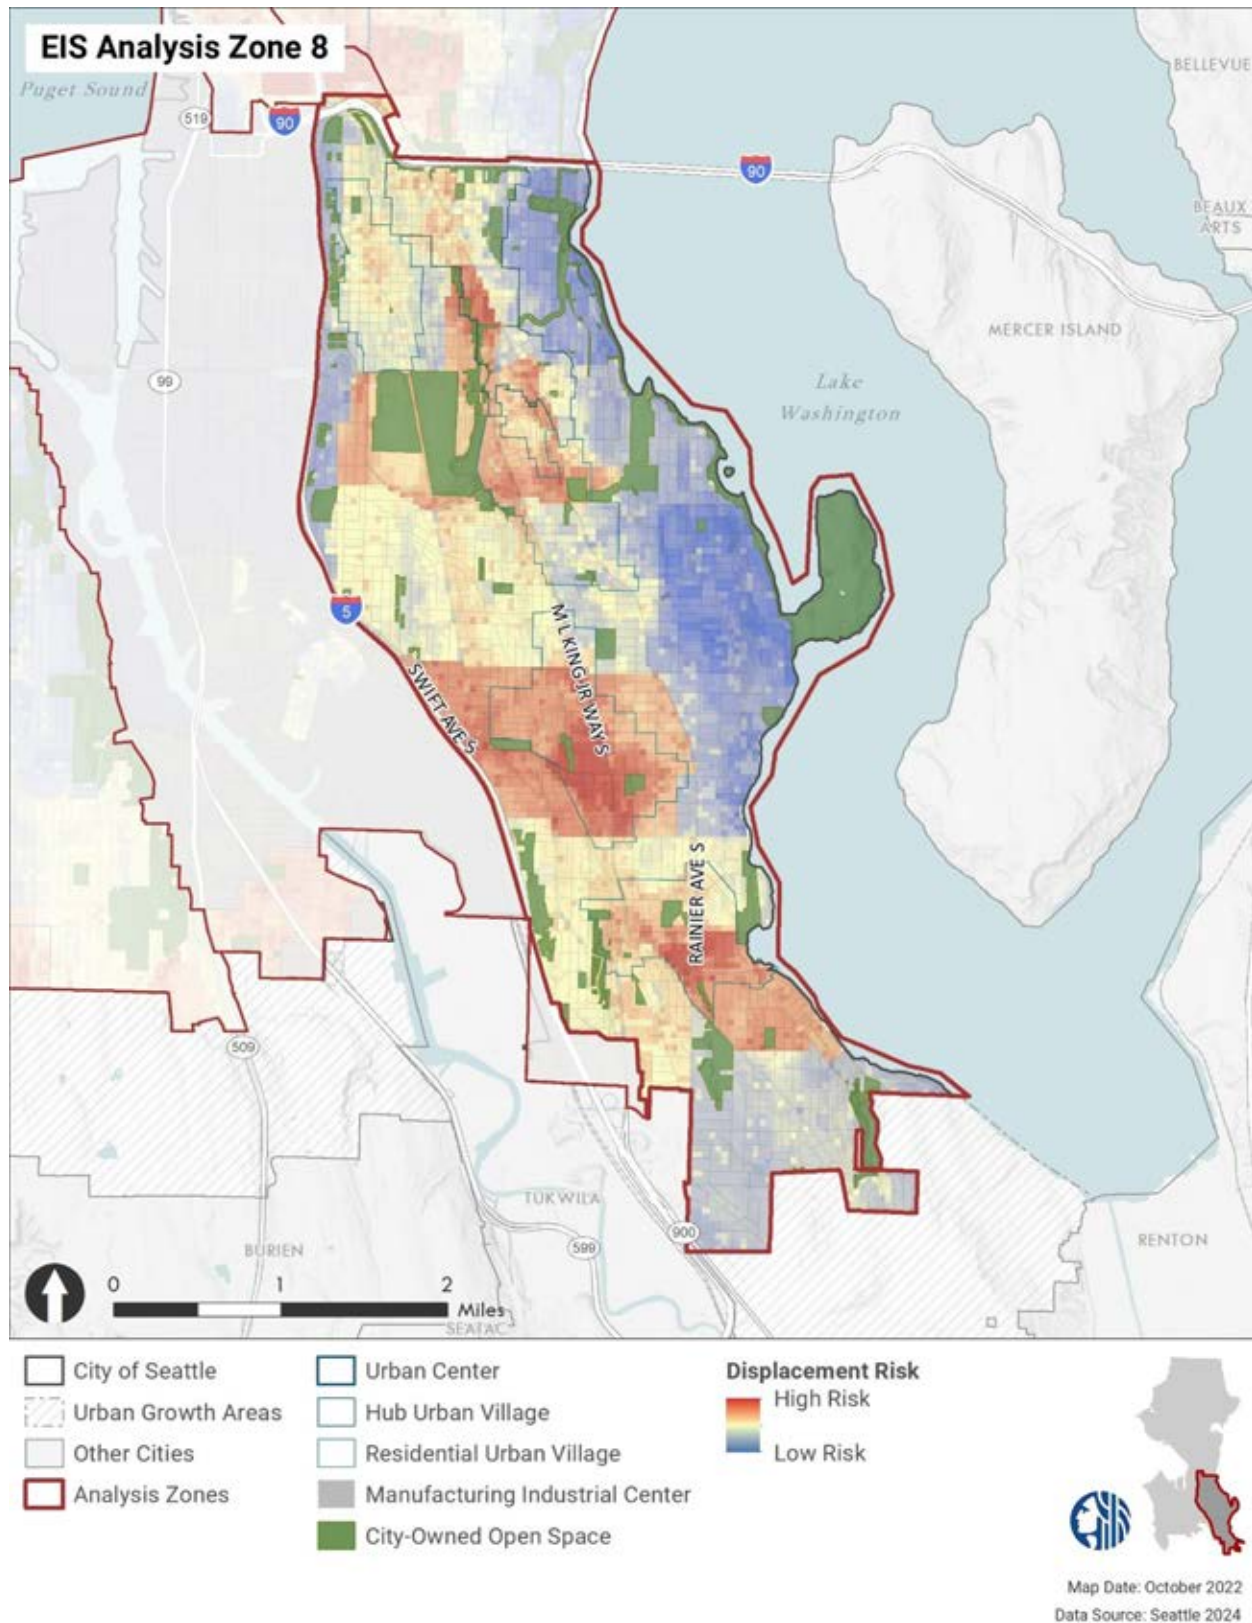 EIS Analysis Zone 8
Puget Sound
519
90
90
BELLEVUE
BEAUX
ARTS
MERCER ISLAND
99
Lake
Washington
5
M L KING JR WAY S
SWIFT AVE S
RAINIER AVE S
509
TUKWILA
900
599
BURIEN
RENTON
0 1 2
Miles
SEATAC
City of Seattle
Urban Growth Areas
Other Cities
Analysis Zones
Urban Center
Hub Urban Village
Residential Urban Village
Manufacturing Industrial Center
City-Owned Open Space
Displacement Risk
High Risk
Low Risk
Map Date: October 2022
Data Source: Seattle 2024